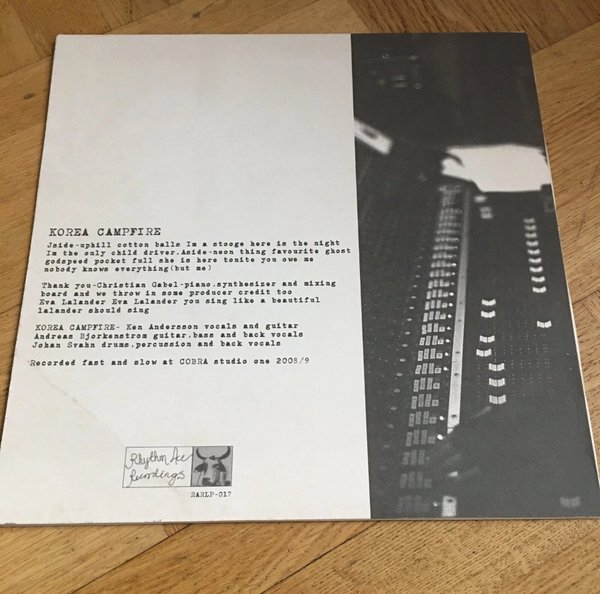 KOREA CAMPFIRE
Jside-uphill cotton balls Im a stooge here is the night
Im the only child driver.Aside-neon thing favourite ghost
godspeed pocket full she is here tonite you owe me
nobody knows everything(but me)
Thank you-Christian Gabel-piano.synthesizer and mixing
board and we throw in some producer credit too
Eva Lalander Eva Lalander you sing like a beautiful
lalander should sing
KOREA CAMPFIRE- Ken Andersson vocals and guitar
Andreas Bjorkenstrom guitar.bass and back vocals
Johan Svahn drums.percussion and back vocals
Recorded fast and slow at COBRA studio one 2008/9
Rhythm Ace
Recordings
RARLP-017